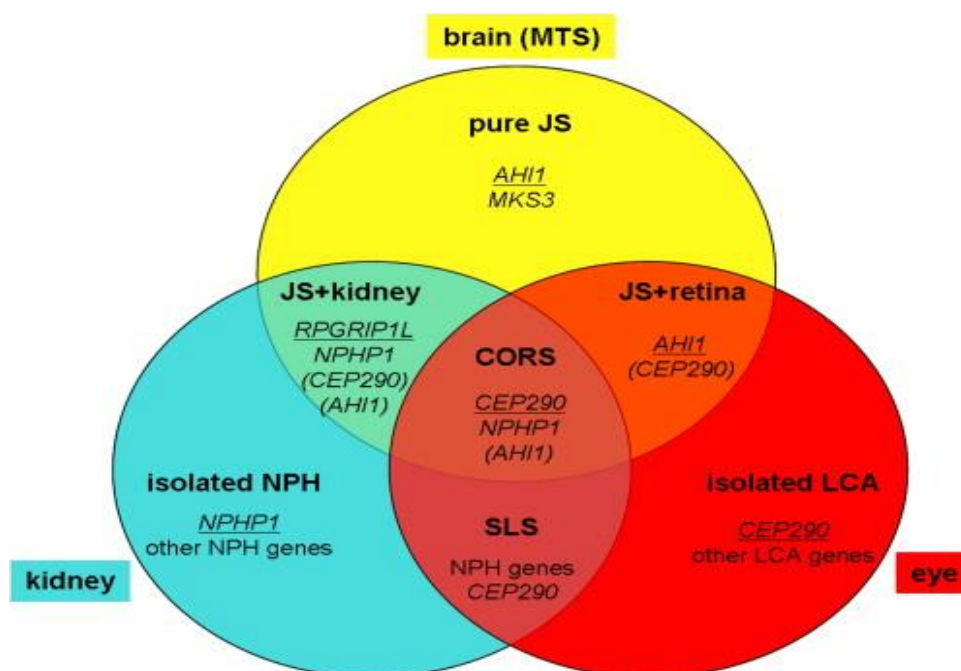 brain (MTS)
pure JS
AHI1
MKS3
JS+kidney
RPGRIP1L
NPHP1
(CEP290)
(AHI1)
JS+retina
AHI1
(CEP290)
CORS
CEP290
NPHP1
(AHI1)
isolated NPH
NPHP1
other NPH genes
isolated LCA
CEP290
other LCA genes
SLS
NPH genes
CEP290
kidney
eye